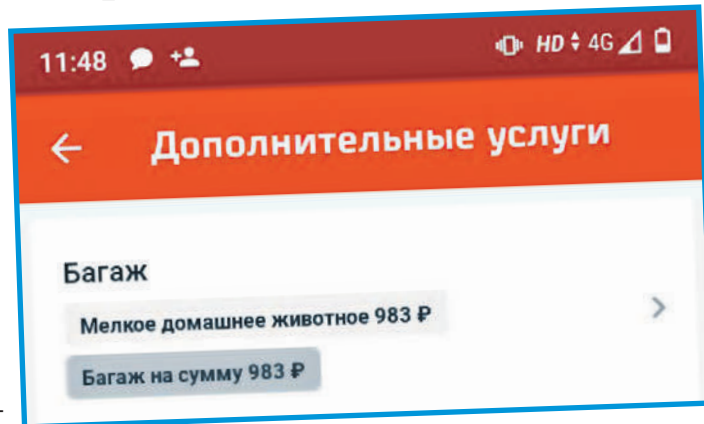 11:48 HD 4G
Дополнительные услуги
Багаж
Мелкое домашнее животное 983 ₽
Багаж на сумму 983 ₽